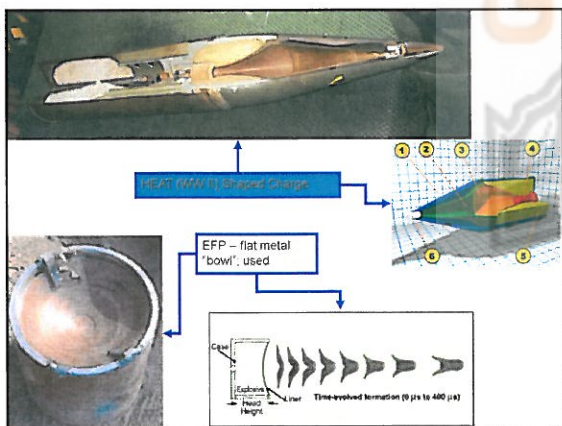 HEAT (WW II) Shaped Charge
1
2
3
4
5
6
EFP – flat metal
"bowl", used
Case
Explosive
Head
Height
Liner
Time-evolved formation (0 µs to 400 µs)